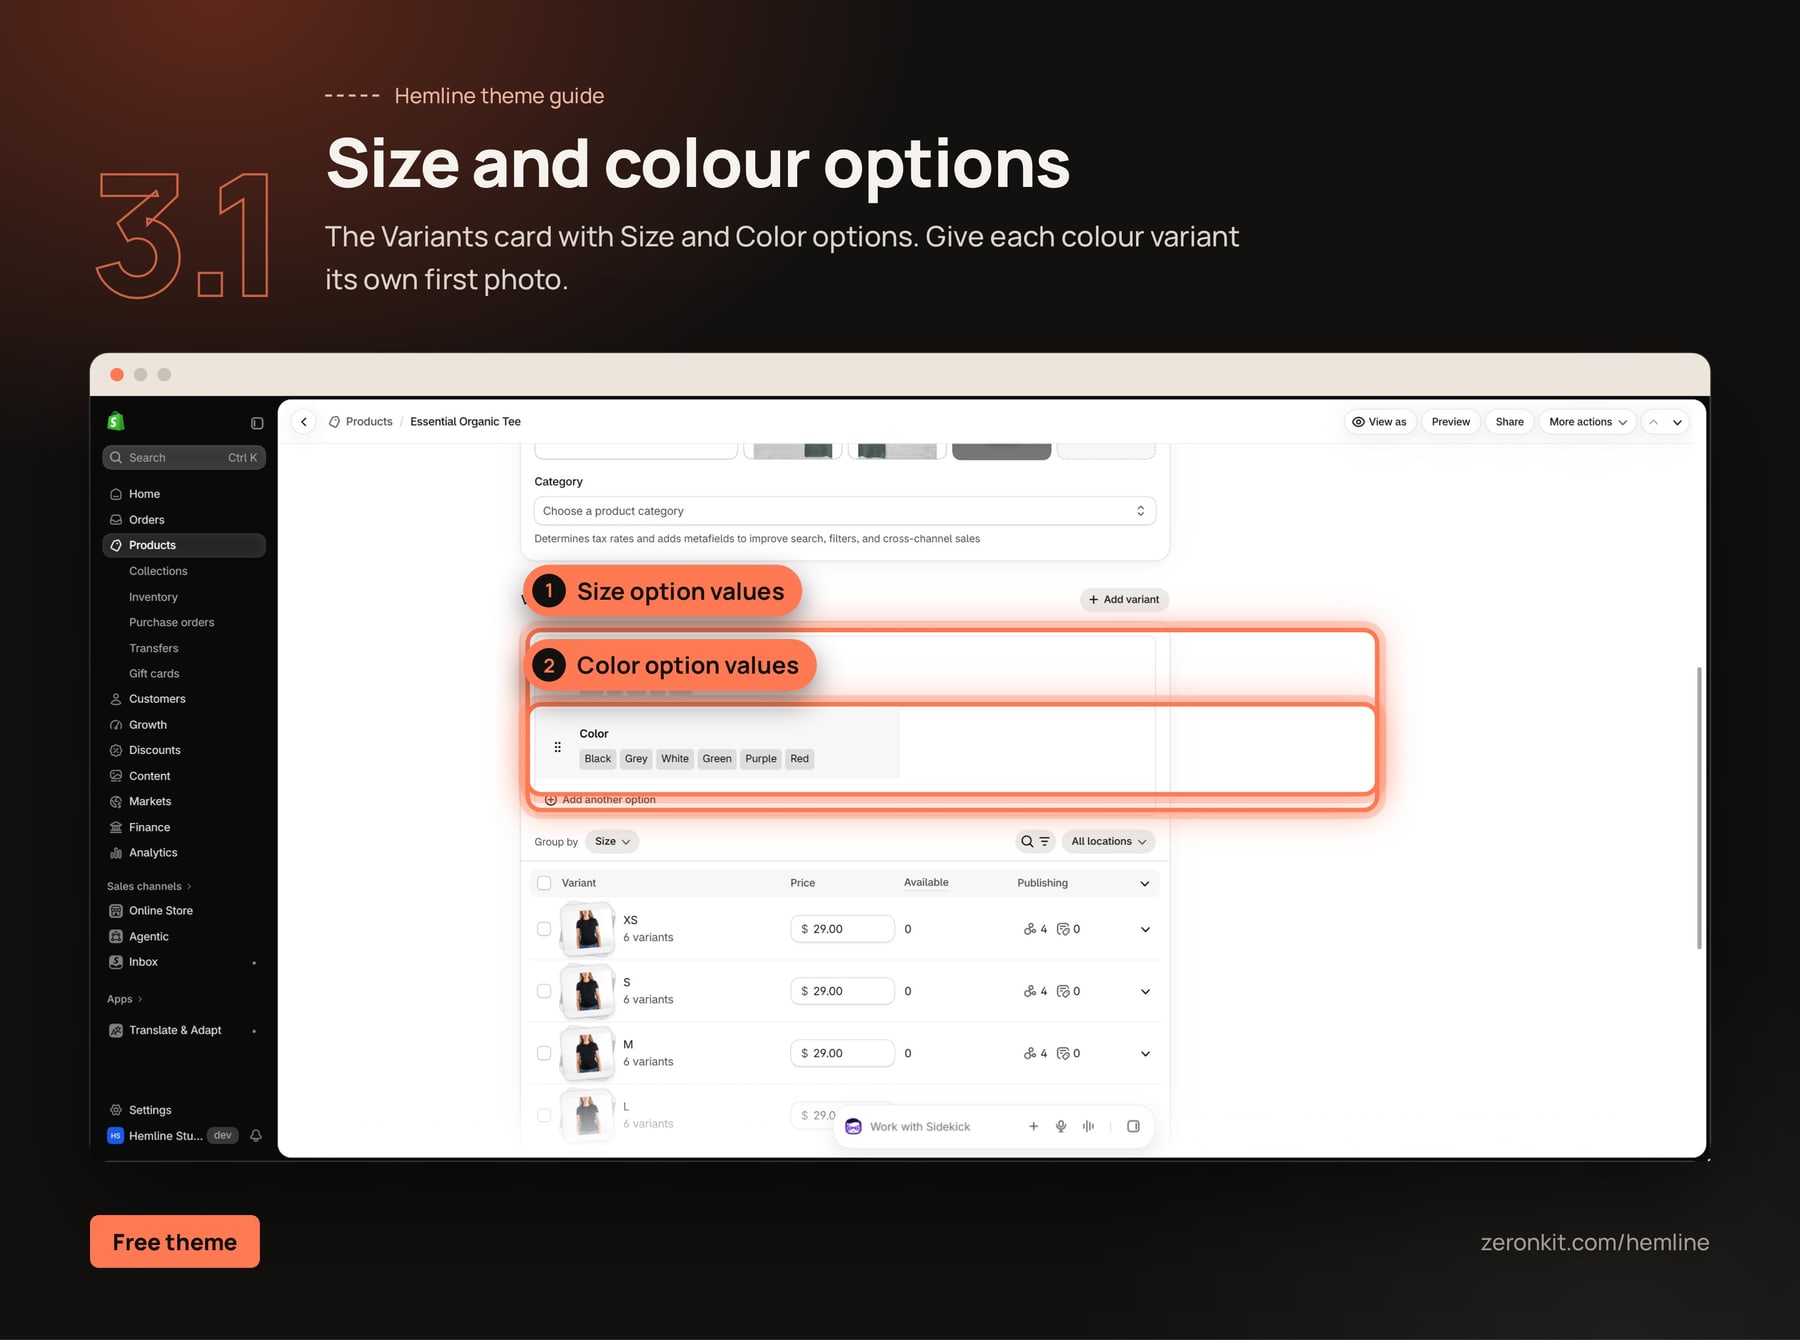 Hemline theme guide
3.1
Size and colour options
The Variants card with Size and Color options. Give each colour variant
its own first photo.
Search Ctrl K
Home
Orders
Products
Collections
Inventory
Purchase orders
Transfers
Gift cards
Customers
Growth
Discounts
Content
Markets
Finance
Analytics
Sales channels
Online Store
Agentic
Inbox
Apps
Translate & Adapt
Settings
HS Hemline Stu... dev
Products / Essential Organic Tee
View as Preview Share More actions
Category
Choose a product category
Determines tax rates and adds metafields to improve search, filters, and cross-channel sales
1 Size option values
+ Add variant
2 Color option values
Color
Black Grey White Green Purple Red
Add another option
Group by Size
All locations
Variant Price Available Publishing
XS
6 variants
$ 29.00 0 4 0
S
6 variants
$ 29.00 0 4 0
M
6 variants
$ 29.00 0 4 0
L
6 variants
$ 29.0
Work with Sidekick
Free theme
zeronkit.com/hemline